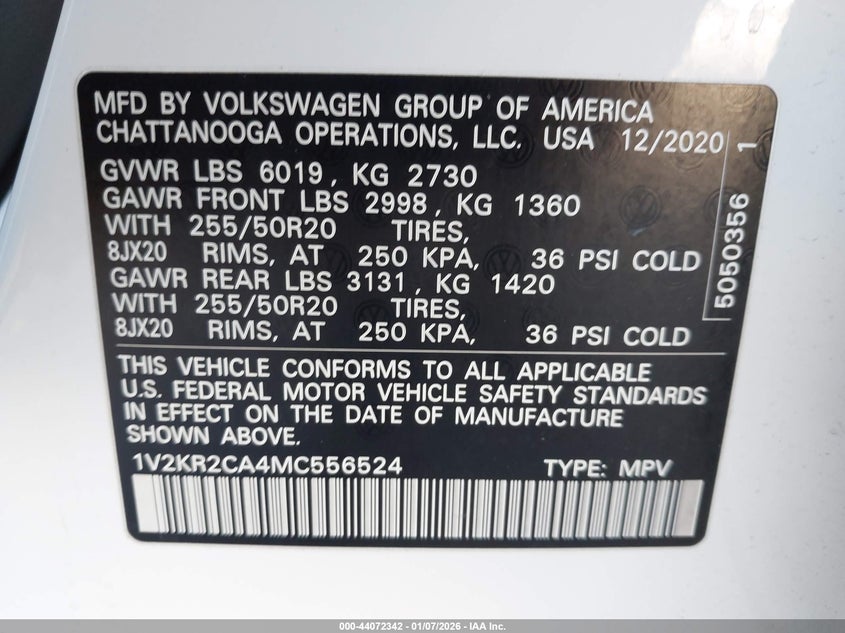 MFD BY VOLKSWAGEN GROUP OF AMERICA
CHATTANOOGA OPERATIONS, LLC. USA 12/2020
GVWR LBS 6019, KG 2730
GAWR FRONT LBS 2998, KG 1360
WITH 255/50R20 TIRES,
8JX20 RIMS, AT 250 KPA, 36 PSI COLD
GAWR REAR LBS 3131, KG 1420
WITH 255/50R20 TIRES,
8JX20 RIMS, AT 250 KPA, 36 PSI COLD
5050356 1
THIS VEHICLE CONFORMS TO ALL APPLICABLE
U.S. FEDERAL MOTOR VEHICLE SAFETY STANDARDS
IN EFFECT ON THE DATE OF MANUFACTURE
SHOWN ABOVE.
1V2KR2CA4MC556524 TYPE: MPV
000-44072342 - 01/07/2026 - IAA Inc.